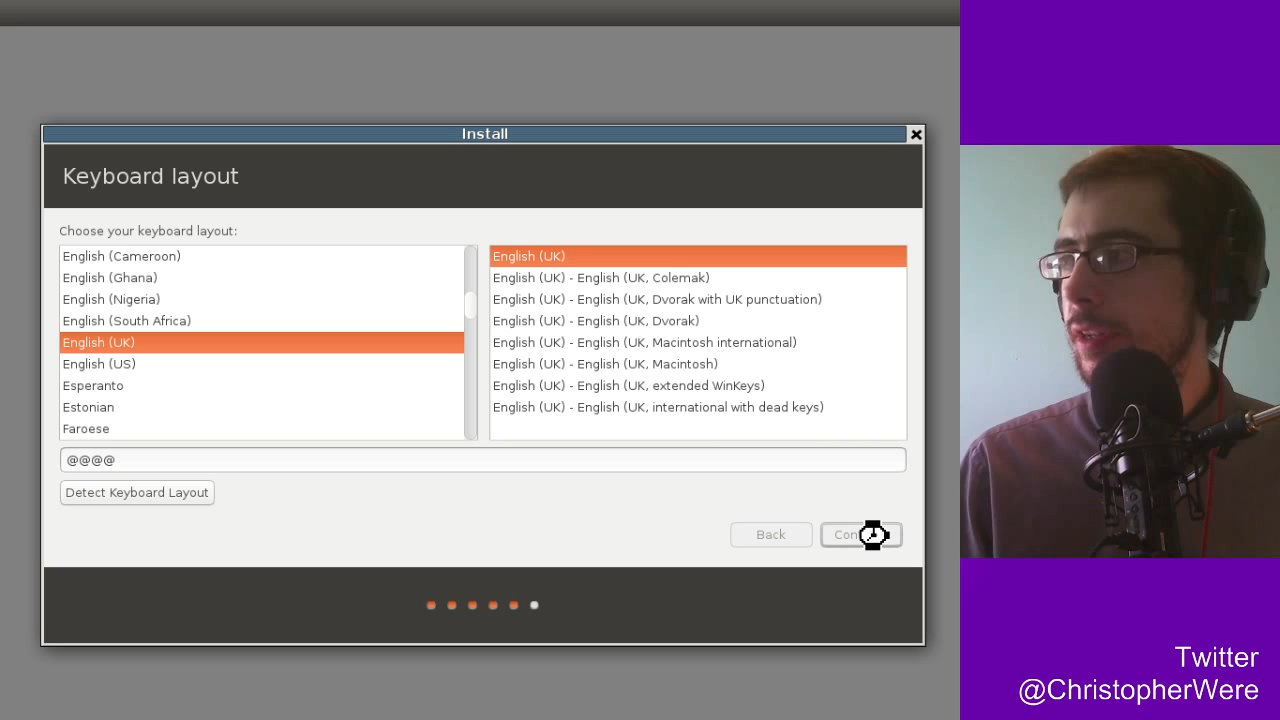 Install
Keyboard layout
Choose your keyboard layout:
English (Cameroon)
English (Ghana)
English (Nigeria)
English (South Africa)
English (UK)
English (US)
Esperanto
Estonian
Faroese
English (UK)
English (UK) - English (UK, Colemak)
English (UK) - English (UK, Dvorak with UK punctuation)
English (UK) - English (UK, Dvorak)
English (UK) - English (UK, Macintosh international)
English (UK) - English (UK, Macintosh)
English (UK) - English (UK, extended WinKeys)
English (UK) - English (UK, international with dead keys)
@@@@
Detect Keyboard Layout
Back
Twitter
@ChristopherWere